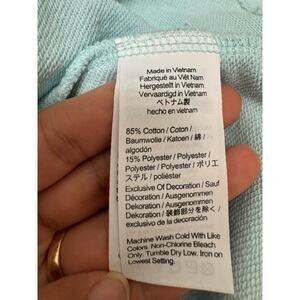 Made in Vietnam
Fabriqué au Viêt Nam
Hergestellt in Vietnam
Vervaardigd in Vietnam
ベトナム製
hecho en vietnam
85% Cotton / Coton /
Baumwolle / Katoen / 綿 /
algodón
15% Polyester / Polyester /
Polyester / Polyester / ポリエ
ステル / poliéster
Exclusive Of Decoration / Sauf
Décoration / Ausgenommen
Dekoration / Ausgenommen
Dekoration / 装飾部分を除く /
exclusivo de decoración
Machine Wash Cold With Like
Colors. Non-Chlorine Bleach
Only. Tumble Dry Low. Iron on
Lowest Setting.